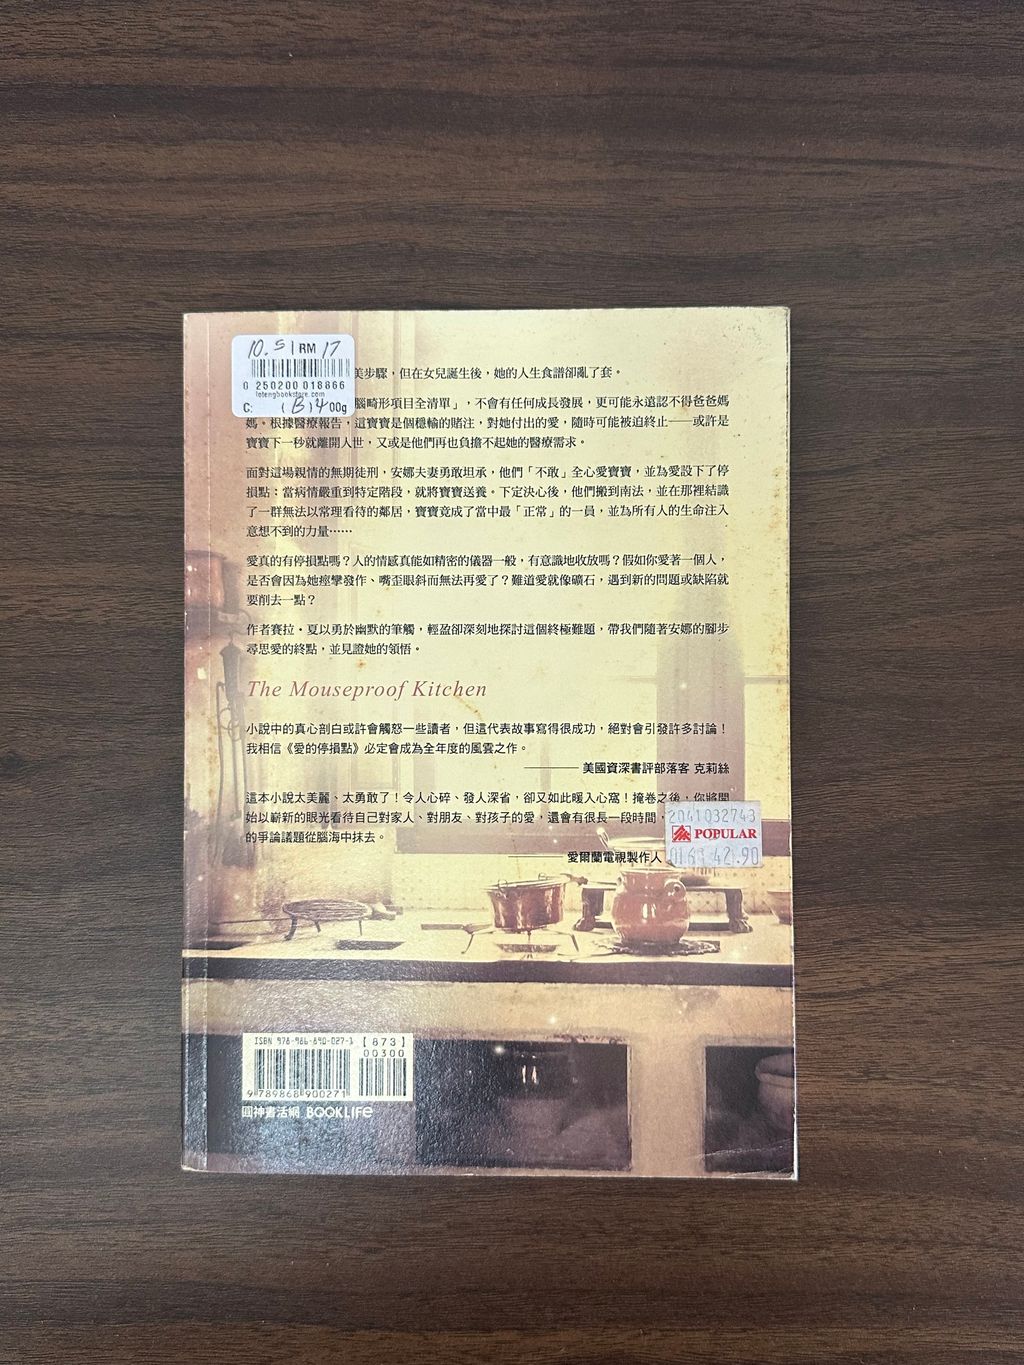 10.5 | RM 17
0 250200 018866
lotengbookstore.com
C: (B)4 00g
美步驟，但在女兒誕生後，她的人生食譜卻亂了套。
腦畸形項目全清單」，不會有任何成長發展，更可能永遠認不得爸爸媽
媽。根據醫療報告，這寶寶是個穩輸的賭注，對她付出的愛，隨時可能被迫終止──或許是
寶寶下一秒就離開人世，又或是他們再也負擔不起她的醫療需求。
面對這場親情的無期徒刑，安娜夫妻勇敢坦承，他們「不敢」全心愛寶寶，並為愛設下了停
損點：當病情嚴重到特定階段，就將寶寶送養。下定決心後，他們搬到南法，並在那裡結識
了一群無法以常理看待的鄰居，寶寶竟成了當中最「正常」的一員，並為所有人的生命注入
意想不到的力量……
愛真的有停損點嗎？人的情感真能如精密的儀器一般，有意識地收放嗎？假如你愛著一個人，
是否會因為她痙攣發作、嘴歪眼斜而無法再愛了？難道愛就像礦石，遇到新的問題或缺陷就
要削去一點？
作者賽拉・夏以勇於幽默的筆觸，輕盈卻深刻地探討這個終極難題，帶我們隨著安娜的腳步
尋思愛的終點，並見證她的領悟。
The Mouseproof Kitchen
小說中的真心剖白或許會觸怒一些讀者，但這代表故事寫得很成功，絕對會引發許多討論！
我相信《愛的停損點》必定會成為全年度的風雲之作。
──── 美國資深書評部落客 克莉絲
這本小說太美麗、太勇敢了！令人心碎、發人深省，卻又如此暖入心窩！掩卷之後，你將開
始以嶄新的眼光看待自己對家人、對朋友、對孩子的愛，還會有很長一段時間，
的爭論議題從腦海中抹去。
──── 愛爾蘭電視製作人
2041032743
POPULAR
0169 42.90
ISBN 978-986-890-027-1 【873】
00300
9 789868 900271
圓神書活網 BOOKLIFE